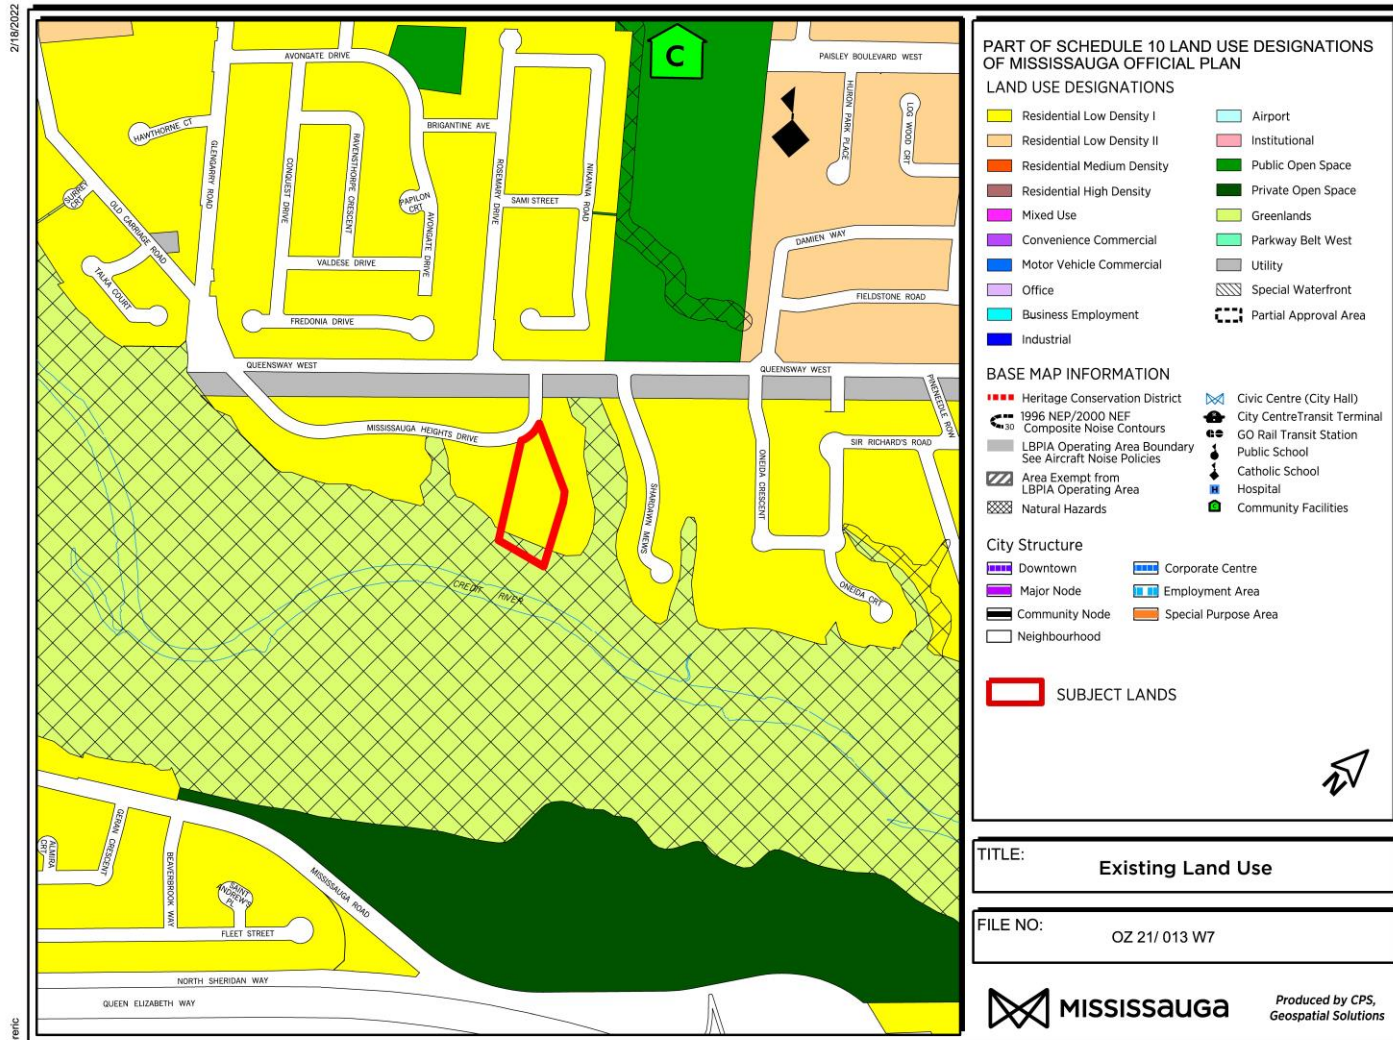 2/18/2022
AVONGATE DRIVE
HAWTHORNE CT
GLENGARRY ROAD
CONQUEST DRIVE
RAVENSTHORPE CRESCENT
BRIGANTINE AVE
ROSEMARY DRIVE
NIKANNA ROAD
SAMI STREET
PAPILON
CRT
AVONGATE DRIVE
SURREY
CRT
OLD CARRIAGE ROAD
TALKA COURT
VALDESE DRIVE
FREDONIA DRIVE
C
PAISLEY BOULEVARD WEST
HURON PARK PLACE
LOG WOOD CRT
DAMIEN WAY
FIELDSTONE ROAD
QUEENSWAY WEST
QUEENSWAY WEST
PINENEEDLE ROW
MISSISSAUGA HEIGHTS DRIVE
SHARDAWN MEWS
ONEIDA CRESCENT
SIR RICHARD'S ROAD
ONEIDA CRT
CREDIT RIVER
GERAN CRESCENT
ALMIRA
CRT
BEAVERBROOK WAY
SAINT
ANDREW'S
PL
FLEET STREET
MISSISSAUGA ROAD
NORTH SHERIDAN WAY
QUEEN ELIZABETH WAY
PART OF SCHEDULE 10 LAND USE DESIGNATIONS
OF MISSISSAUGA OFFICIAL PLAN
LAND USE DESIGNATIONS
Residential Low Density I
Residential Low Density II
Residential Medium Density
Residential High Density
Mixed Use
Convenience Commercial
Motor Vehicle Commercial
Office
Business Employment
Industrial
Airport
Institutional
Public Open Space
Private Open Space
Greenlands
Parkway Belt West
Utility
Special Waterfront
Partial Approval Area
BASE MAP INFORMATION
Heritage Conservation District
30
1996 NEP/2000 NEF
Composite Noise Contours
LBPIA Operating Area Boundary
See Aircraft Noise Policies
Area Exempt from
LBPIA Operating Area
Natural Hazards
Civic Centre (City Hall)
City CentreTransit Terminal
GO Rail Transit Station
Public School
Catholic School
H
Hospital
Community Facilities
City Structure
Downtown
Major Node
Community Node
Neighbourhood
Corporate Centre
Employment Area
Special Purpose Area
SUBJECT LANDS
N
TITLE:
Existing Land Use
FILE NO:
OZ 21/ 013 W7
MISSISSAUGA
Produced by CPS,
Geospatial Solutions